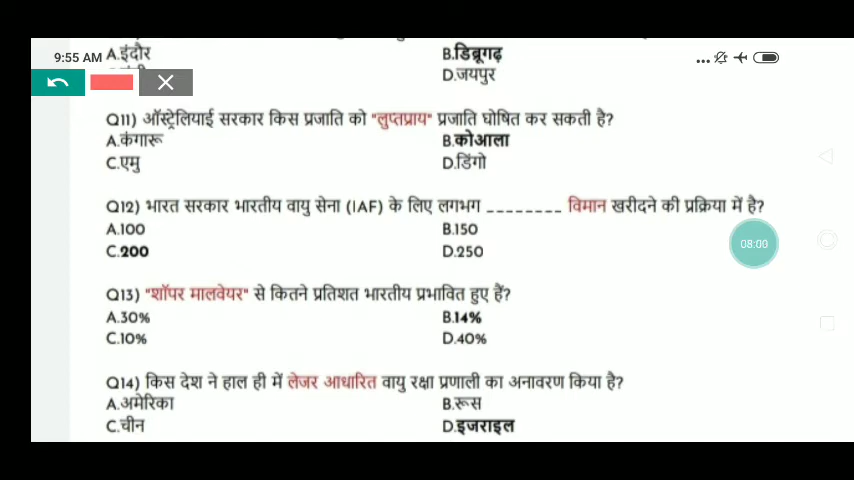 A.इंदौर B.डिब्रूगढ़
9:55 AM
D.जयपुर
Q11) ऑस्ट्रेलियाई सरकार किस प्रजाति को "लुप्तप्राय" प्रजाति घोषित कर सकती है?
A.कंगारू B.कोआला
C.एमु D.डिंगो
Q12) भारत सरकार भारतीय वायु सेना (IAF) के लिए लगभग ________ विमान खरीदने की प्रक्रिया में है?
A.100 B.150
C.200 D.250
08:00
Q13) "शॉपर मालवेयर" से कितने प्रतिशत भारतीय प्रभावित हुए हैं?
A.30% B.14%
C.10% D.40%
Q14) किस देश ने हाल ही में लेजर आधारित वायु रक्षा प्रणाली का अनावरण किया है?
A.अमेरिका B.रूस
C.चीन D.इजराइल